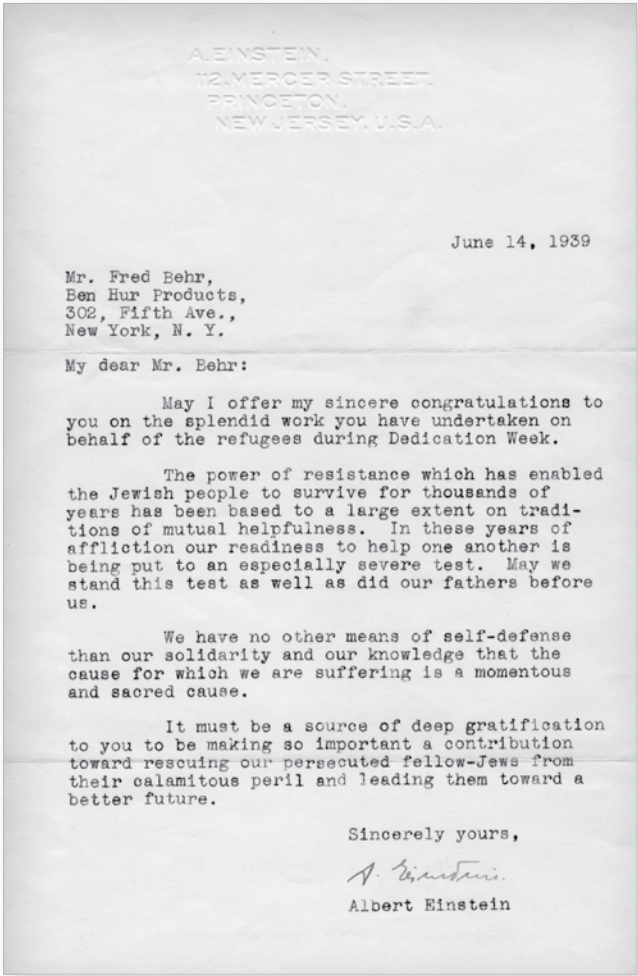 A. EINSTEIN.
112. MERCER STREET.
PRINCETON.
NEW JERSEY. U.S.A.
June 14, 1939
Mr. Fred Behr,
Ben Hur Products,
302, Fifth Ave.,
New York, N. Y.
My dear Mr. Behr:
May I offer my sincere congratulations to
you on the splendid work you have undertaken on
behalf of the refugees during Dedication Week.
The power of resistance which has enabled
the Jewish people to survive for thousands of
years has been based to a large extent on tradi-
tions of mutual helpfulness. In these years of
affliction our readiness to help one another is
being put to an especially severe test. May we
stand this test as well as did our fathers before
us.
We have no other means of self-defense
than our solidarity and our knowledge that the
cause for which we are suffering is a momentous
and sacred cause.
It must be a source of deep gratification
to you to be making so important a contribution
toward rescuing our persecuted fellow-Jews from
their calamitous peril and leading them toward a
better future.
Sincerely yours,
A. Einstein.
Albert Einstein